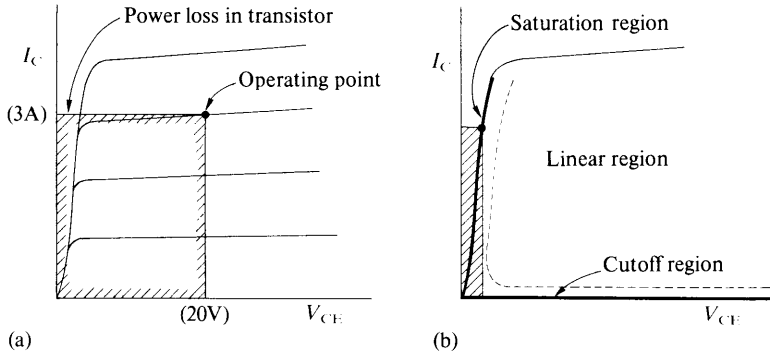 Power loss in transistor
I_C
Operating point
(3A)
(20V)
V_CE
(a)
Saturation region
I_C
Linear region
Cutoff region
V_CE
(b)